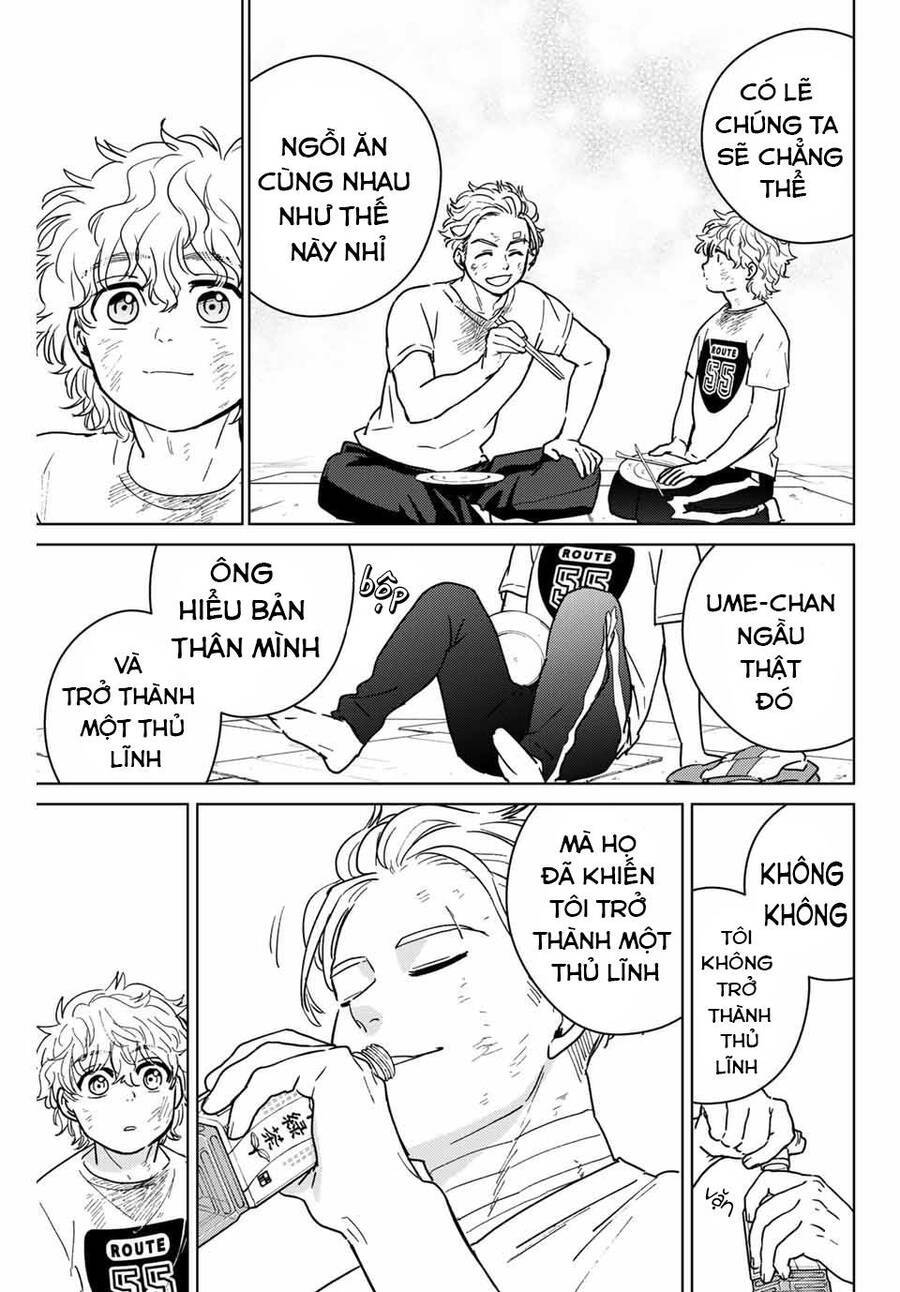 CÓ LẼ
CHÚNG TA
SẼ CHẲNG
THỂ
NGỒI ĂN
CÙNG NHAU
NHƯ THẾ
NÀY NHỈ
ROUTE
55
UME-CHAN
NGẦU
THẬT
ĐÓ
ROUTE
55
bộp
ÔNG
HIỂU BẢN
THÂN MÌNH
VÀ
TRỞ THÀNH
MỘT THỦ
LĨNH
KHÔNG
KHÔNG
TÔI
KHÔNG
TRỞ
THÀNH
THỦ
LĨNH
vặn
MÀ HỌ
ĐÃ KHIẾN
TÔI TRỞ
THÀNH MỘT
THỦ LĨNH
緑茶
ROUTE
55